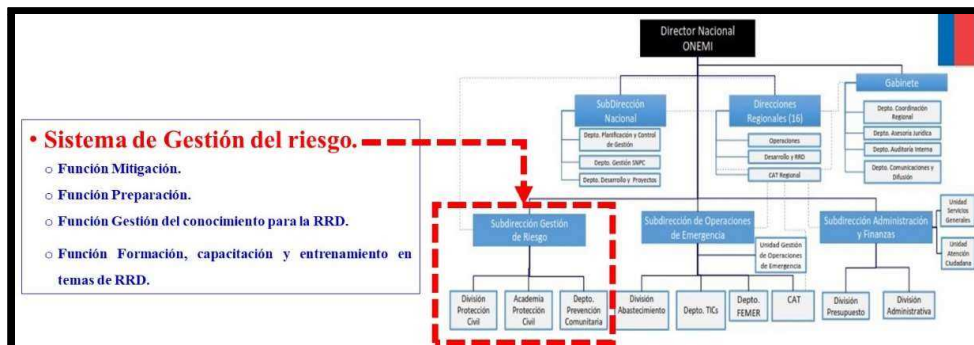 • Sistema de Gestión del riesgo.
o Función Mitigación.
o Función Preparación.
o Función Gestión del conocimiento para la RRD.
o Función Formación, capacitación y entrenamiento en
temas de RRD.
Director Nacional
ONEMI
Gabinete
Depto. Coordinación
Regional
Depto. Asesoría Jurídica
Depto. Auditoría Interna
Depto. Comunicaciones y
Difusión
SubDirección
Nacional
Depto. Planificación y Control
de Gestión
Depto. Gestión SNPC
Depto. Desarrollo y Proyectos
Direcciones
Regionales (16)
Operaciones
Desarrollo y RRD
CAT Regional
Subdirección Gestión
de Riesgo
Subdirección de Operaciones
de Emergencia
Subdirección Administración
y Finanzas
Unidad
Servicios
Generales
Unidad
Atención
Ciudadana
Unidad Gestión
de Operaciones
de Emergencia
División
Protección
Civil
Academia
Protección
Civil
Depto.
Prevención
Comunitaria
División
Abastecimiento
Depto. TICs
Depto.
FEMER
CAT
División
Presupuesto
División
Administrativa